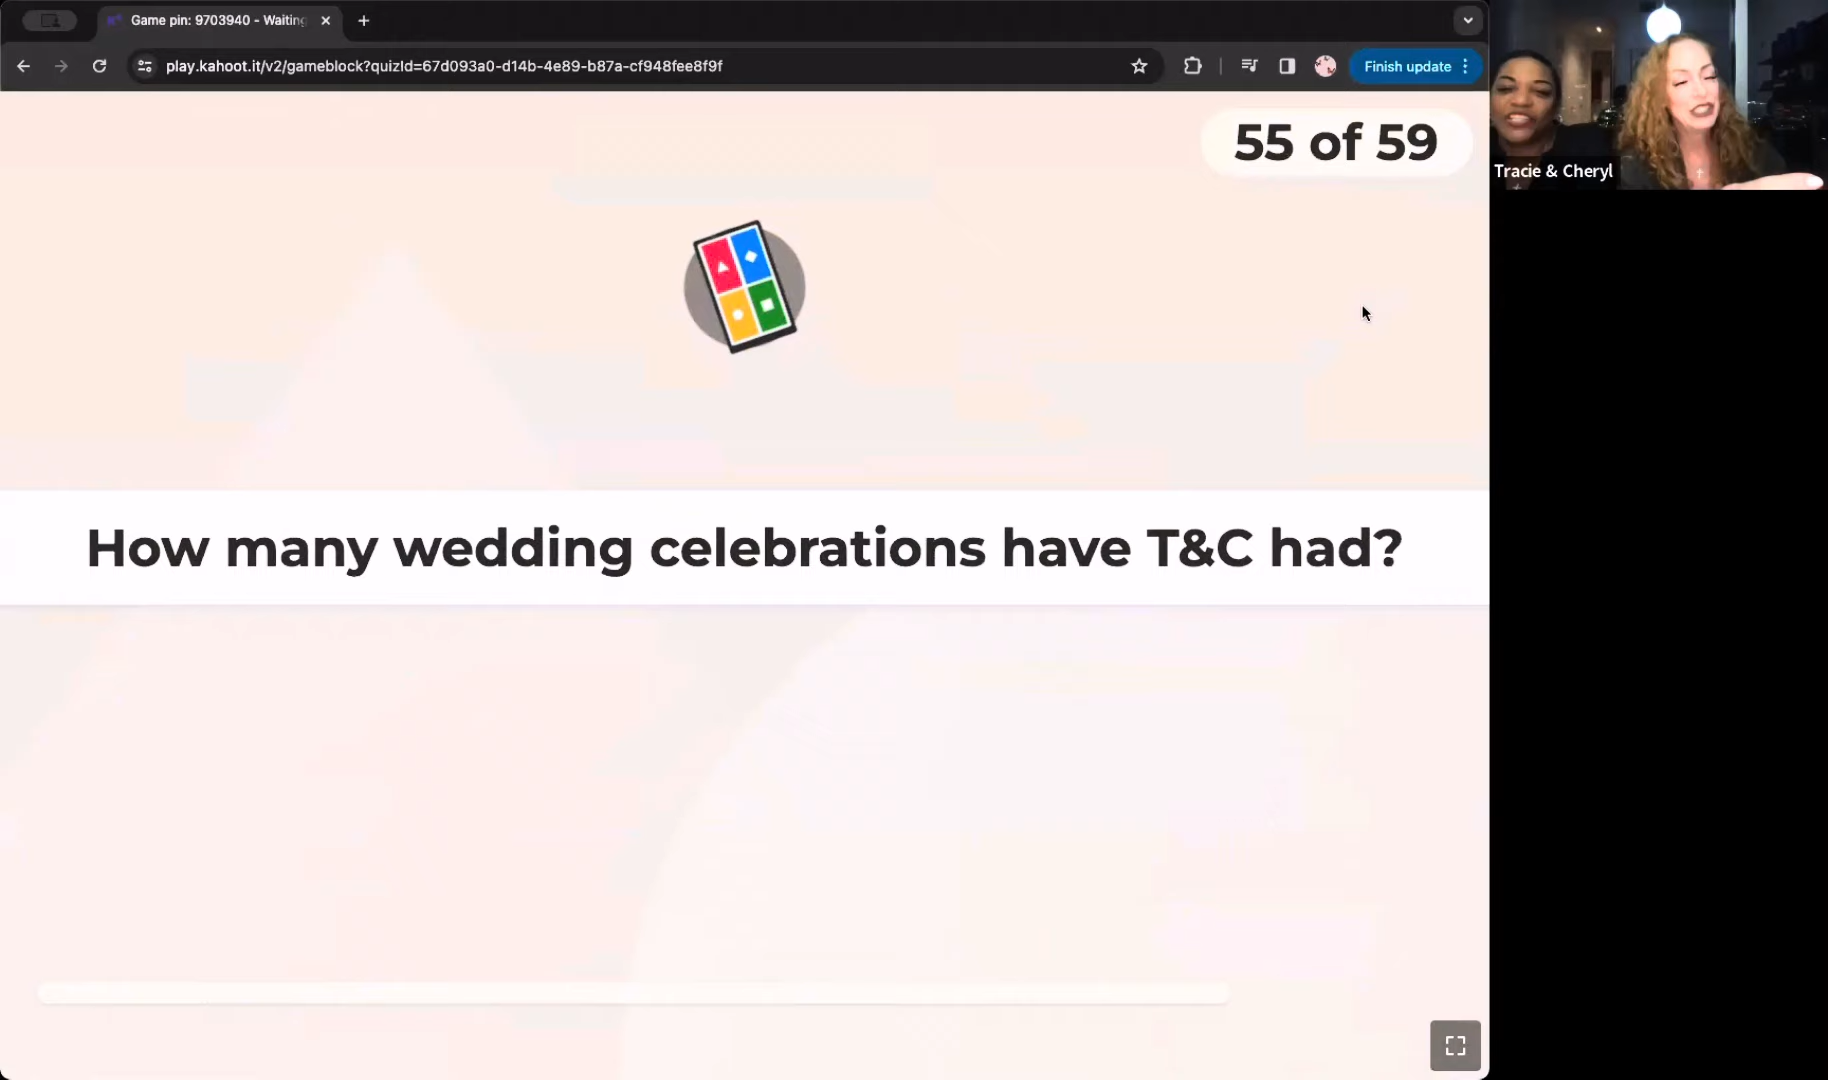 Game pin: 9703940 - Waiting
play.kahoot.it/v2/gameblock?quizId=67d093a0-d14b-4e89-b87a-cf948fee8f9f
Finish update
55 of 59
Tracie & Cheryl
How many wedding celebrations have T&C had?